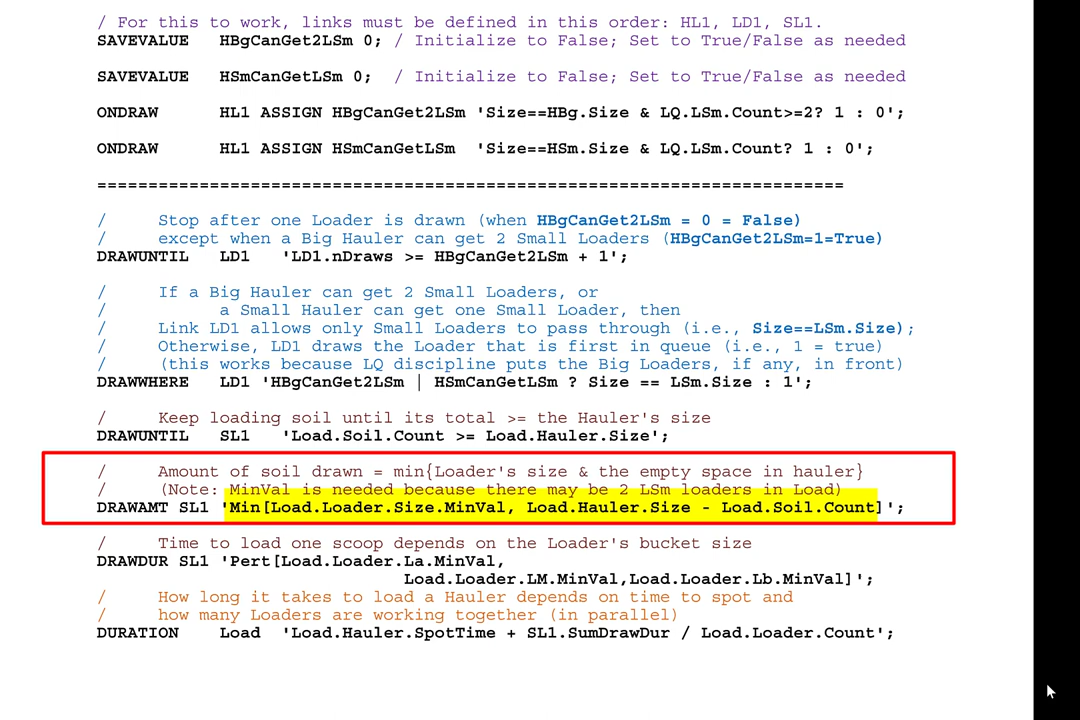 / For this to work, links must be defined in this order: HL1, LD1, SL1.
SAVEVALUE HBgCanGet2LSm 0; / Initialize to False; Set to True/False as needed
SAVEVALUE HSmCanGetLSm 0; / Initialize to False; Set to True/False as needed
ONDRAW HL1 ASSIGN HBgCanGet2LSm 'Size==HBg.Size & LQ.LSm.Count>=2? 1 : 0';
ONDRAW HL1 ASSIGN HSmCanGetLSm 'Size==HSm.Size & LQ.LSm.Count? 1 : 0';
=========================================================================
/ Stop after one Loader is drawn (when HBgCanGet2LSm = 0 = False)
/ except when a Big Hauler can get 2 Small Loaders (HBgCanGet2LSm=1=True)
DRAWUNTIL LD1 'LD1.nDraws >= HBgCanGet2LSm + 1';
/ If a Big Hauler can get 2 Small Loaders, or
/ a Small Hauler can get one Small Loader, then
/ Link LD1 allows only Small Loaders to pass through (i.e., Size==LSm.Size);
/ Otherwise, LD1 draws the Loader that is first in queue (i.e., 1 = true)
/ (this works because LQ discipline puts the Big Loaders, if any, in front)
DRAWWHERE LD1 'HBgCanGet2LSm | HSmCanGetLSm ? Size == LSm.Size : 1';
/ Keep loading soil until its total >= the Hauler's size
DRAWUNTIL SL1 'Load.Soil.Count >= Load.Hauler.Size';
/ Amount of soil drawn = min{Loader's size & the empty space in hauler}
/ (Note: MinVal is needed because there may be 2 LSm loaders in Load)
DRAWAMT SL1 'Min[Load.Loader.Size.MinVal, Load.Hauler.Size - Load.Soil.Count]';
/ Time to load one scoop depends on the Loader's bucket size
DRAWDUR SL1 'Pert[Load.Loader.La.MinVal,
Load.Loader.LM.MinVal,Load.Loader.Lb.MinVal]';
/ How long it takes to load a Hauler depends on time to spot and
/ how many Loaders are working together (in parallel)
DURATION Load 'Load.Hauler.SpotTime + SL1.SumDrawDur / Load.Loader.Count';